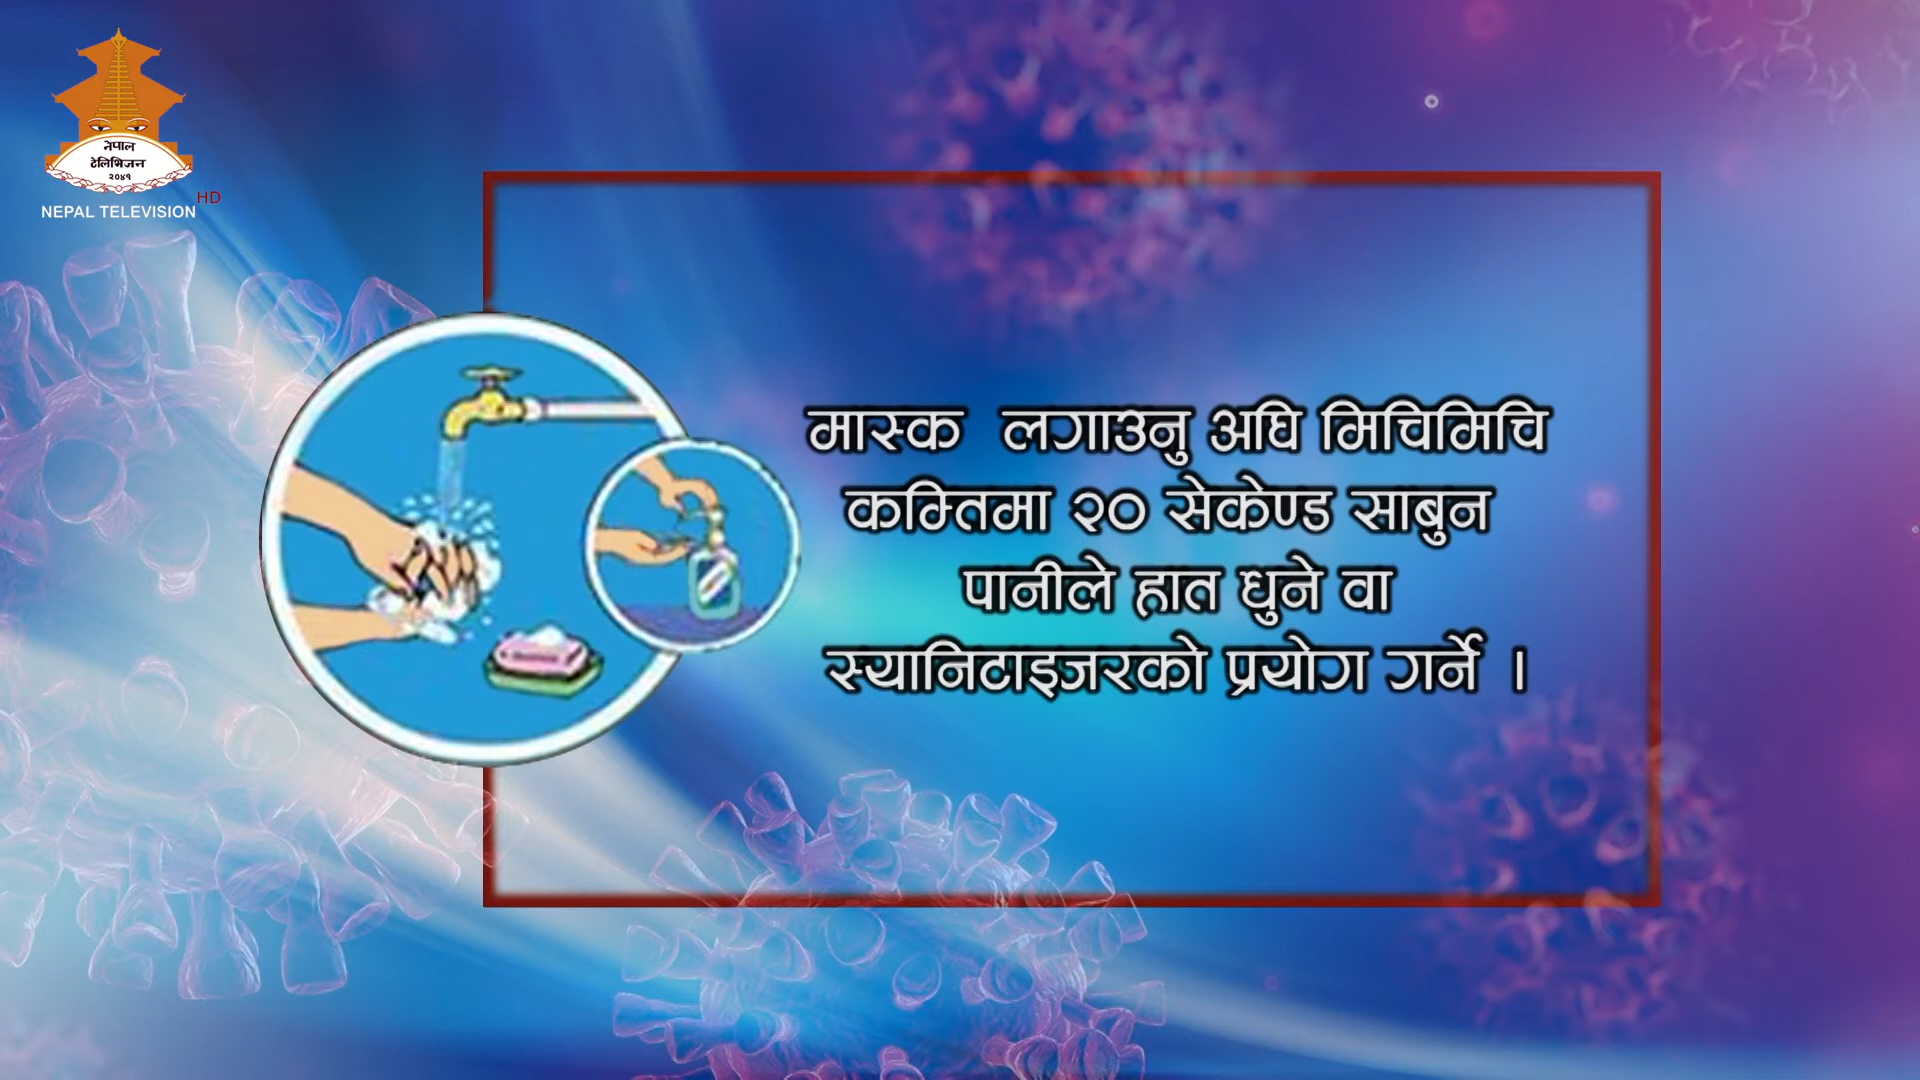 नेपाल
टेलिभिजन
२०४१
HD
NEPAL TELEVISION
मास्क लगाउनु अघि मिचिमिचि
कम्तिमा २० सेकेण्ड साबुन
पानीले हात धुने वा
स्यानिटाइजरको प्रयोग गर्ने ।